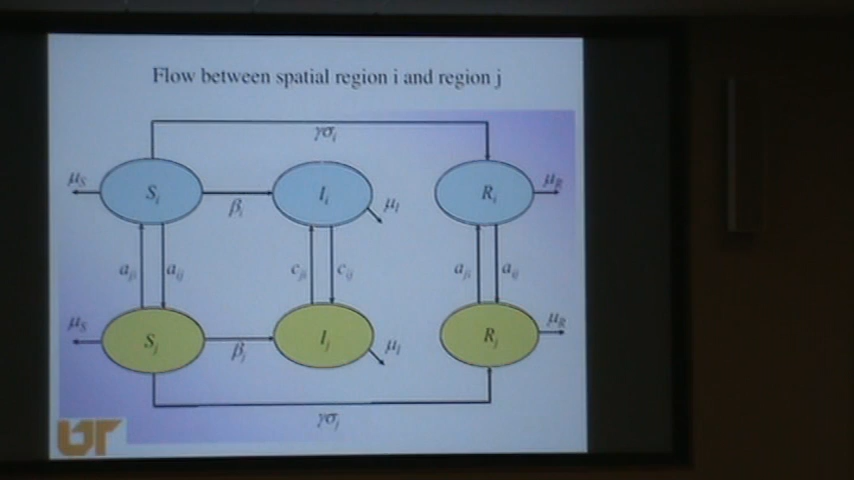 Flow between spatial region i and region j
γσᵢ
μS Sᵢ βᵢ Iᵢ μI Rᵢ μR
aⱼᵢ aᵢⱼ cⱼᵢ cᵢⱼ aⱼᵢ aᵢⱼ
μS Sⱼ βⱼ Iⱼ μI Rⱼ μR
γσⱼ
UT